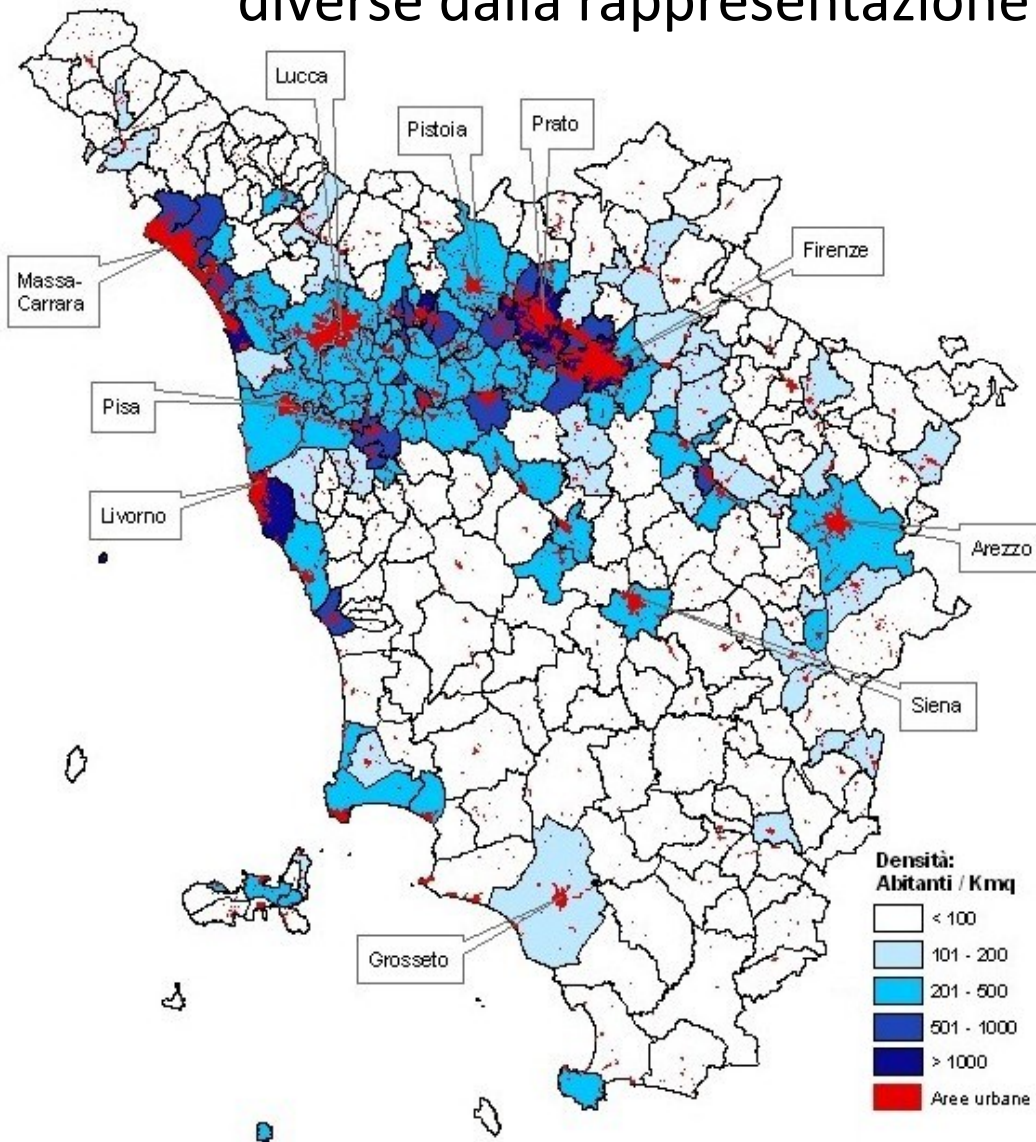 diverse dalla rappresentazione
Lucca
Pistoia
Prato
Firenze
Massa-
Carrara
Pisa
Livorno
Arezzo
Siena
Grosseto
Densità:
Abitanti / Kmq
< 100
101 - 200
201 - 500
501 - 1000
> 1000
Aree urbane